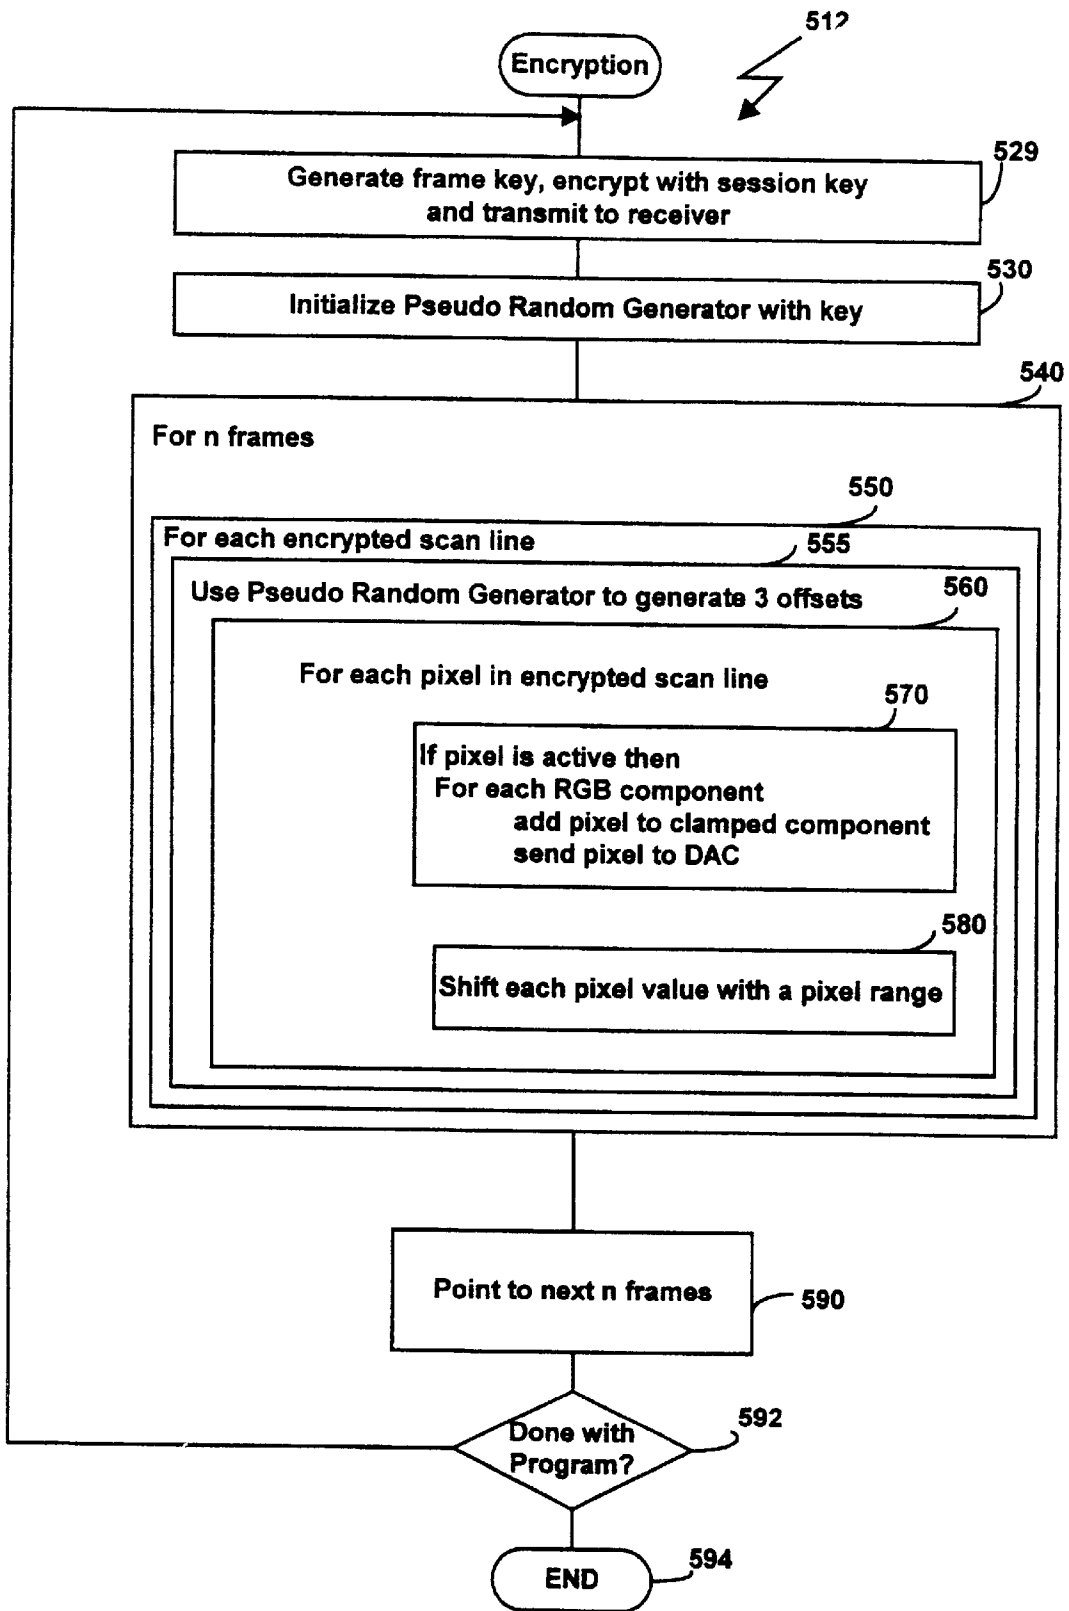 512
Encryption
529
Generate frame key, encrypt with session key
and transmit to receiver
530
Initialize Pseudo Random Generator with key
540
For n frames
550
For each encrypted scan line
555
Use Pseudo Random Generator to generate 3 offsets
560
For each pixel in encrypted scan line
570
If pixel is active then
For each RGB component
add pixel to clamped component
send pixel to DAC
580
Shift each pixel value with a pixel range
Point to next n frames
590
Done with
Program?
592
END
594